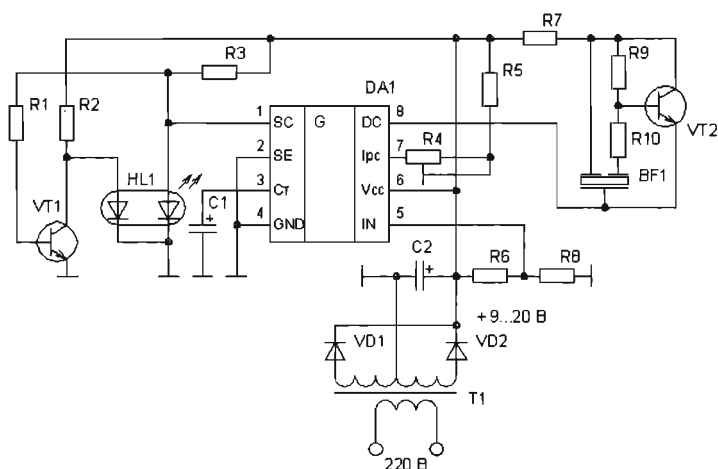 R7
R3
R9
R5
DA1
R1
R2
1
SC
G
DC
8
R4
VT2
R10
2
SE
Ipc
7
HL1
BF1
3
Cт
Vcc
6
VT1
C1
+
4
GND
IN
5
C2
+
R6
R8
+9...20 В
VD1
VD2
T1
220 В